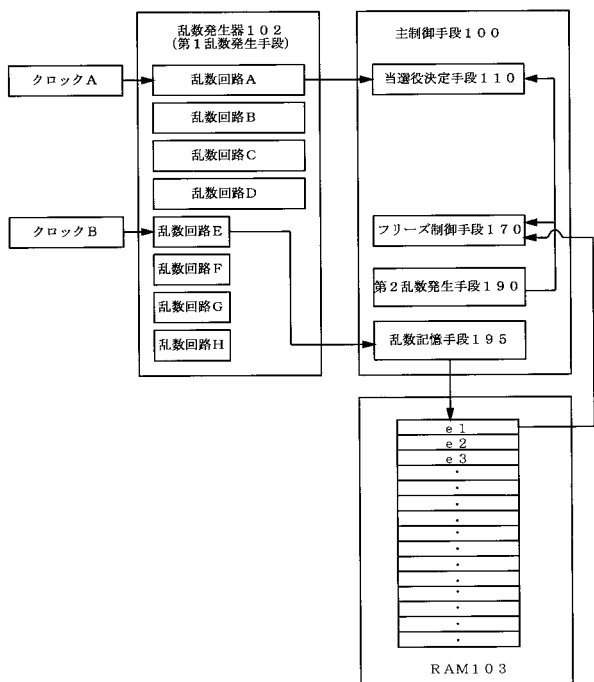 乱数発生器１０２
（第１乱数発生手段）
主制御手段１００
クロックＡ
乱数回路Ａ
当選役決定手段１１０
乱数回路Ｂ
乱数回路Ｃ
乱数回路Ｄ
クロックＢ
乱数回路Ｅ
フリーズ制御手段１７０
乱数回路Ｆ
第２乱数発生手段１９０
乱数回路Ｇ
乱数回路Ｈ
乱数記憶手段１９５
ｅ１
ｅ２
ｅ３
ＲＡＭ１０３